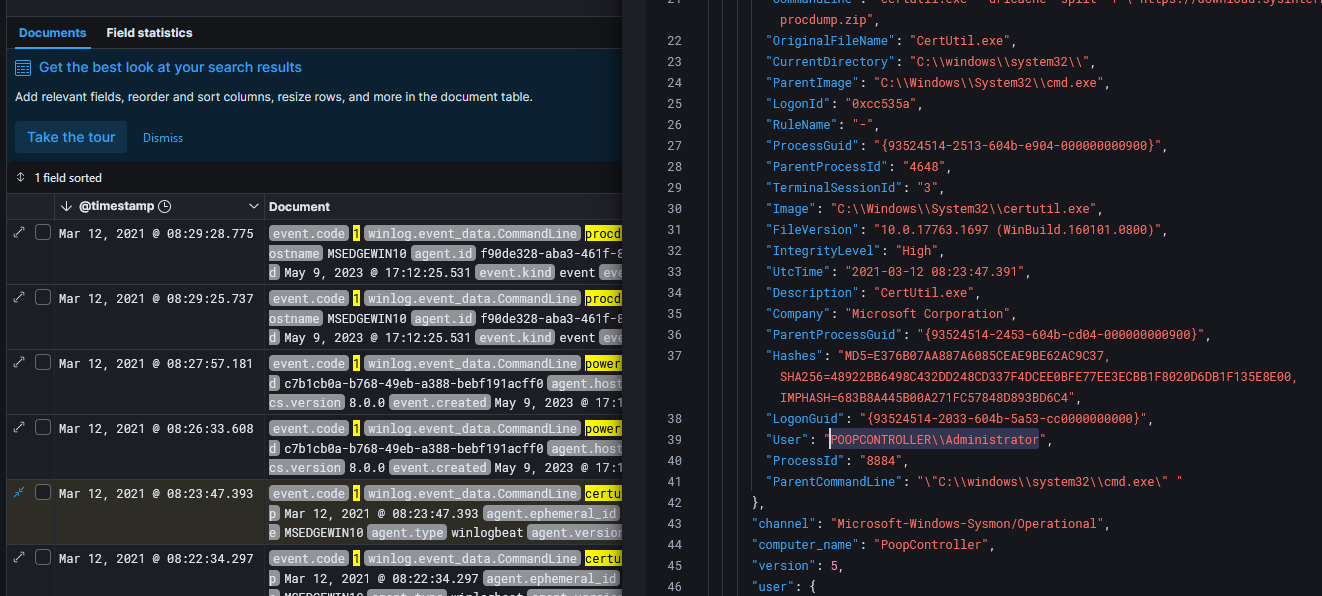 Documents Field statistics
Get the best look at your search results
Add relevant fields, reorder and sort columns, resize rows, and more in the document table.
Take the tour Dismiss
1 field sorted
@timestamp Document
Mar 12, 2021 @ 08:29:28.775 event.code 1 winlog.event_data.CommandLine procd
ostname MSEDGEWIN10 agent.id f90de328-aba3-461f-8
d May 9, 2023 @ 17:12:25.531 event.kind event eve
Mar 12, 2021 @ 08:29:25.737 event.code 1 winlog.event_data.CommandLine procd
ostname MSEDGEWIN10 agent.id f90de328-aba3-461f-8
d May 9, 2023 @ 17:12:25.531 event.kind event eve
Mar 12, 2021 @ 08:27:57.181 event.code 1 winlog.event_data.CommandLine power
d c7b1cb0a-b768-49eb-a388-bebf191acff0 agent.host
cs.version 8.0.0 event.created May 9, 2023 @ 17:1
Mar 12, 2021 @ 08:26:33.608 event.code 1 winlog.event_data.CommandLine power
d c7b1cb0a-b768-49eb-a388-bebf191acff0 agent.host
cs.version 8.0.0 event.created May 9, 2023 @ 17:1
Mar 12, 2021 @ 08:23:47.393 event.code 1 winlog.event_data.CommandLine certu
p Mar 12, 2021 @ 08:23:47.393 agent.ephemeral_id
e MSEDGEWIN10 agent.type winlogbeat agent.version
Mar 12, 2021 @ 08:22:34.297 event.code 1 winlog.event_data.CommandLine certu
p Mar 12, 2021 @ 08:22:34.297 agent.ephemeral_id
procdump.zip",
22 "OriginalFileName": "CertUtil.exe",
23 "CurrentDirectory": "C:\\windows\\system32\\",
24 "ParentImage": "C:\\Windows\\System32\\cmd.exe",
25 "LogonId": "0xcc535a",
26 "RuleName": "-",
27 "ProcessGuid": "{93524514-2513-604b-e904-000000000900}",
28 "ParentProcessId": "4648",
29 "TerminalSessionId": "3",
30 "Image": "C:\\Windows\\System32\\certutil.exe",
31 "FileVersion": "10.0.17763.1697 (WinBuild.160101.0800)",
32 "IntegrityLevel": "High",
33 "UtcTime": "2021-03-12 08:23:47.391",
34 "Description": "CertUtil.exe",
35 "Company": "Microsoft Corporation",
36 "ParentProcessGuid": "{93524514-2453-604b-cd04-000000000900}",
37 "Hashes": "MD5=E376B07AA887A6085CEAE9BE62AC9C37,
SHA256=48922BB6498C432DD248CD337F4DCEE0BFE77EE3ECBB1F8020D6DB1F135E8E00,
IMPHASH=683B8A445B00A271FC57848D893BD6C4",
38 "LogonGuid": "{93524514-2033-604b-5a53-cc0000000000}",
39 "User": "POOPCONTROLLER\\Administrator",
40 "ProcessId": "8884",
41 "ParentCommandLine": "\"C:\\windows\\system32\\cmd.exe\" "
42 },
43 "channel": "Microsoft-Windows-Sysmon/Operational",
44 "computer_name": "PoopController",
45 "version": 5,
46 "user": {